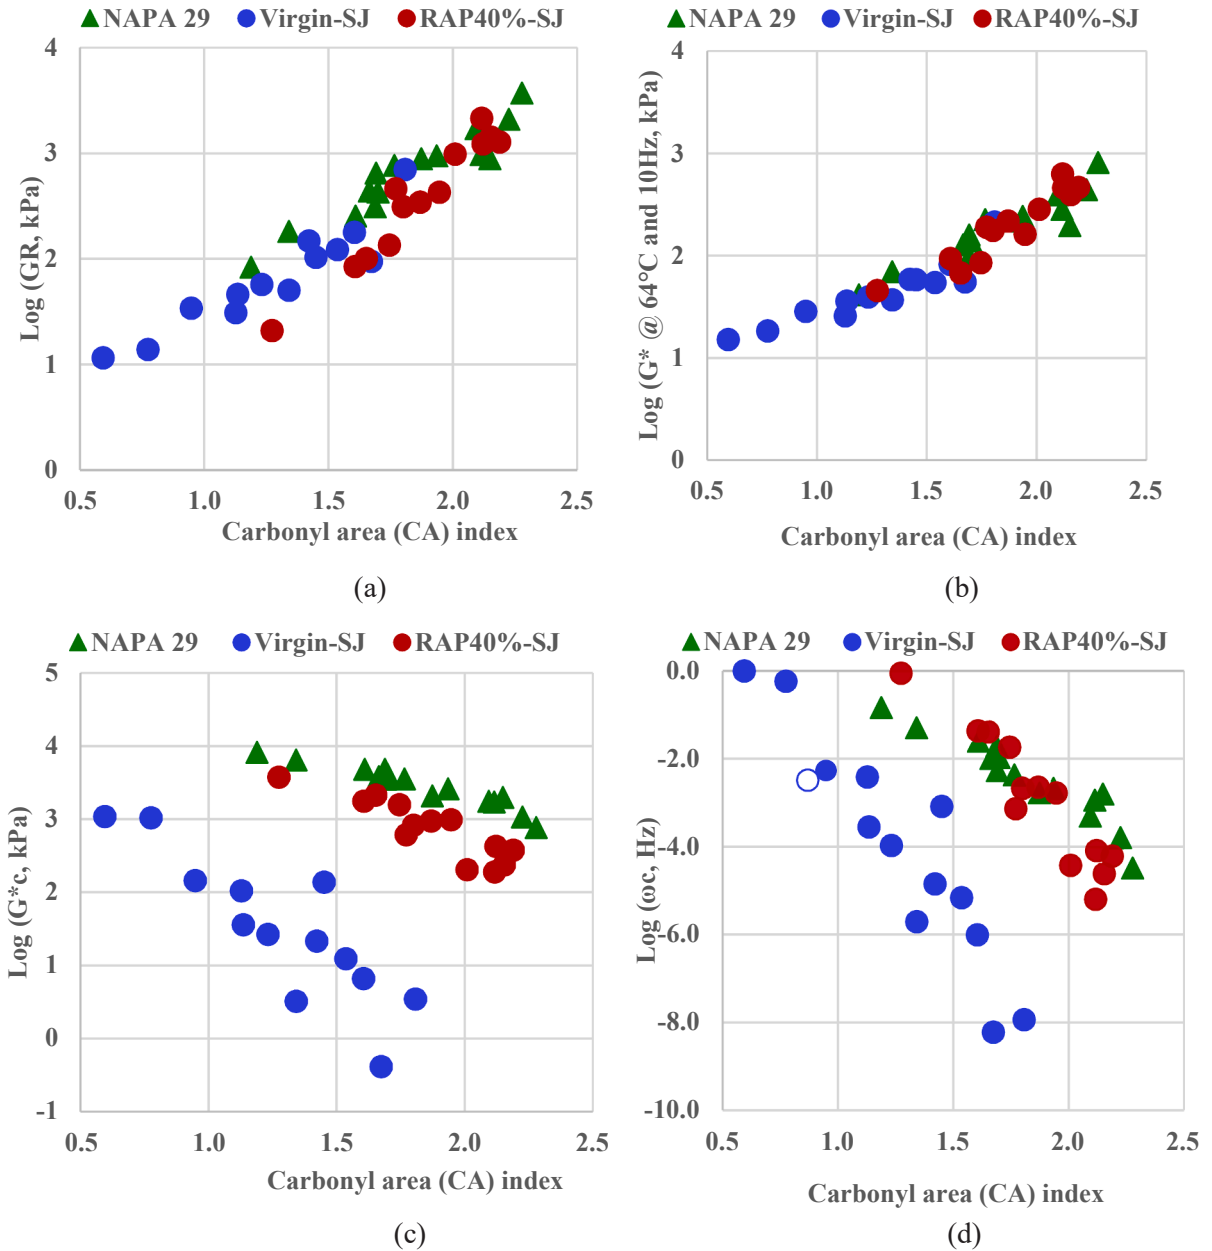 NAPA 29 Virgin-SJ RAP40%-SJ
4
3
2
1
0
0.5 1.0 1.5 2.0 2.5
Log (GR, kPa)
Carbonyl area (CA) index
(a)
NAPA 29 Virgin-SJ RAP40%-SJ
4
3
2
1
0
0.5 1.0 1.5 2.0 2.5
Log (G* @ 64°C and 10Hz, kPa)
Carbonyl area (CA) index
(b)
NAPA 29 Virgin-SJ RAP40%-SJ
5
4
3
2
1
0
-1
0.5 1.0 1.5 2.0 2.5
Log (G*c, kPa)
Carbonyl area (CA) index
(c)
NAPA 29 Virgin-SJ RAP40%-SJ
0.0
-2.0
-4.0
-6.0
-8.0
-10.0
0.5 1.0 1.5 2.0 2.5
Log (ωc, Hz)
Carbonyl area (CA) index
(d)